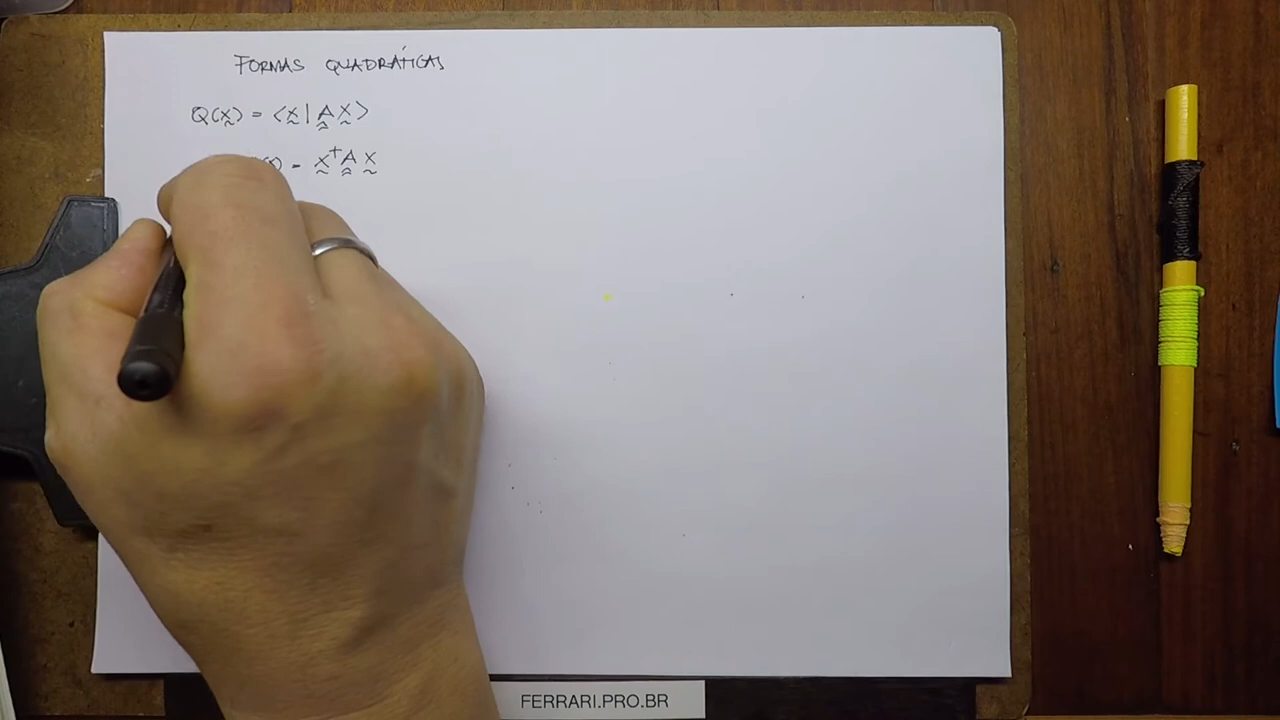 FORMAS QUADRÁTICAS
Q(x) = <x | A x>
(x) = x† A x
FERRARI.PRO.BR